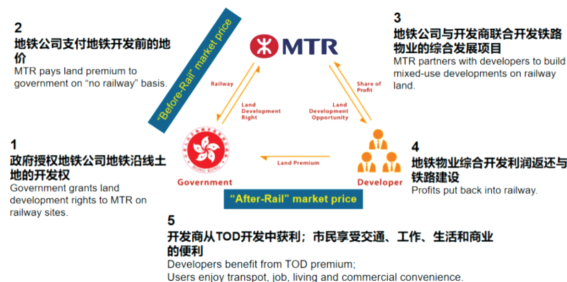 2
地铁公司支付地铁开发前的地
价
MTR pays land premium to
government on “no railway” basis.
"Before-Rail" market price
MTR
3
地铁公司与开发商联合开发铁路
物业的综合发展项目
MTR partners with developers to build
mixed-use developments on railway
land.
Railway
Land
Development
Right
Share of
Profit
Land
Development
Opportunity
1
政府授权地铁公司地铁沿线土
地的开发权
Government grants land
development rights to MTR on
railway sites.
Government
Land Premium
Developer
4
地铁物业综合开发利润返还与
铁路建设
Profits put back into railway.
“After-Rail” market price
5
开发商从TOD开发中获利；市民享受交通、工作、生活和商业
的便利
Developers benefit from TOD premium;
Users enjoy transpot, job, living and commercial convenience.